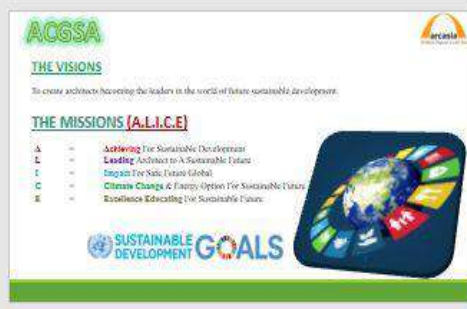 ACGSA
arcasia
THE VISIONS
To create architects becoming the leaders in the world of future sustainable development.
THE MISSIONS (A.L.I.C.E)
A = Achieving For Sustainable Development
L = Leading Architect to A Sustainable Future
I = Impact For Safe Future Global
C = Climate Change & Energy Option For Sustainable Future
E = Excellence Educating For Sustainable Future
SUSTAINABLE DEVELOPMENT GOALS